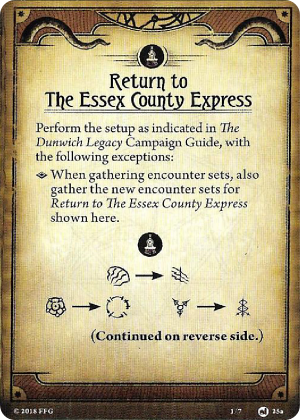 Return to
The Essex County Express
Perform the setup as indicated in The
Dunwich Legacy Campaign Guide, with
the following exceptions:
When gathering encounter sets, also
gather the new encounter sets for
Return to The Essex County Express
shown here.
(Continued on reverse side.)
© 2018 FFG
1/7
25a